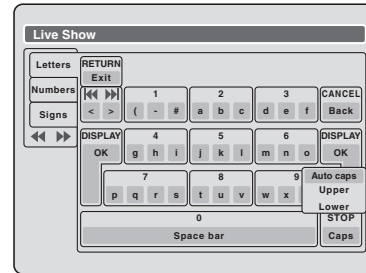 Live Show
Letters
Numbers
Signs
RETURN
Exit
< >
1
( - #
2
a b c
3
d e f
CANCEL
Back
DISPLAY
OK
4
g h i
5
j k l
6
m n o
DISPLAY
OK
7
p q r s
8
t u v
9
w x
Auto caps
Upper
Lower
0
Space bar
STOP
Caps